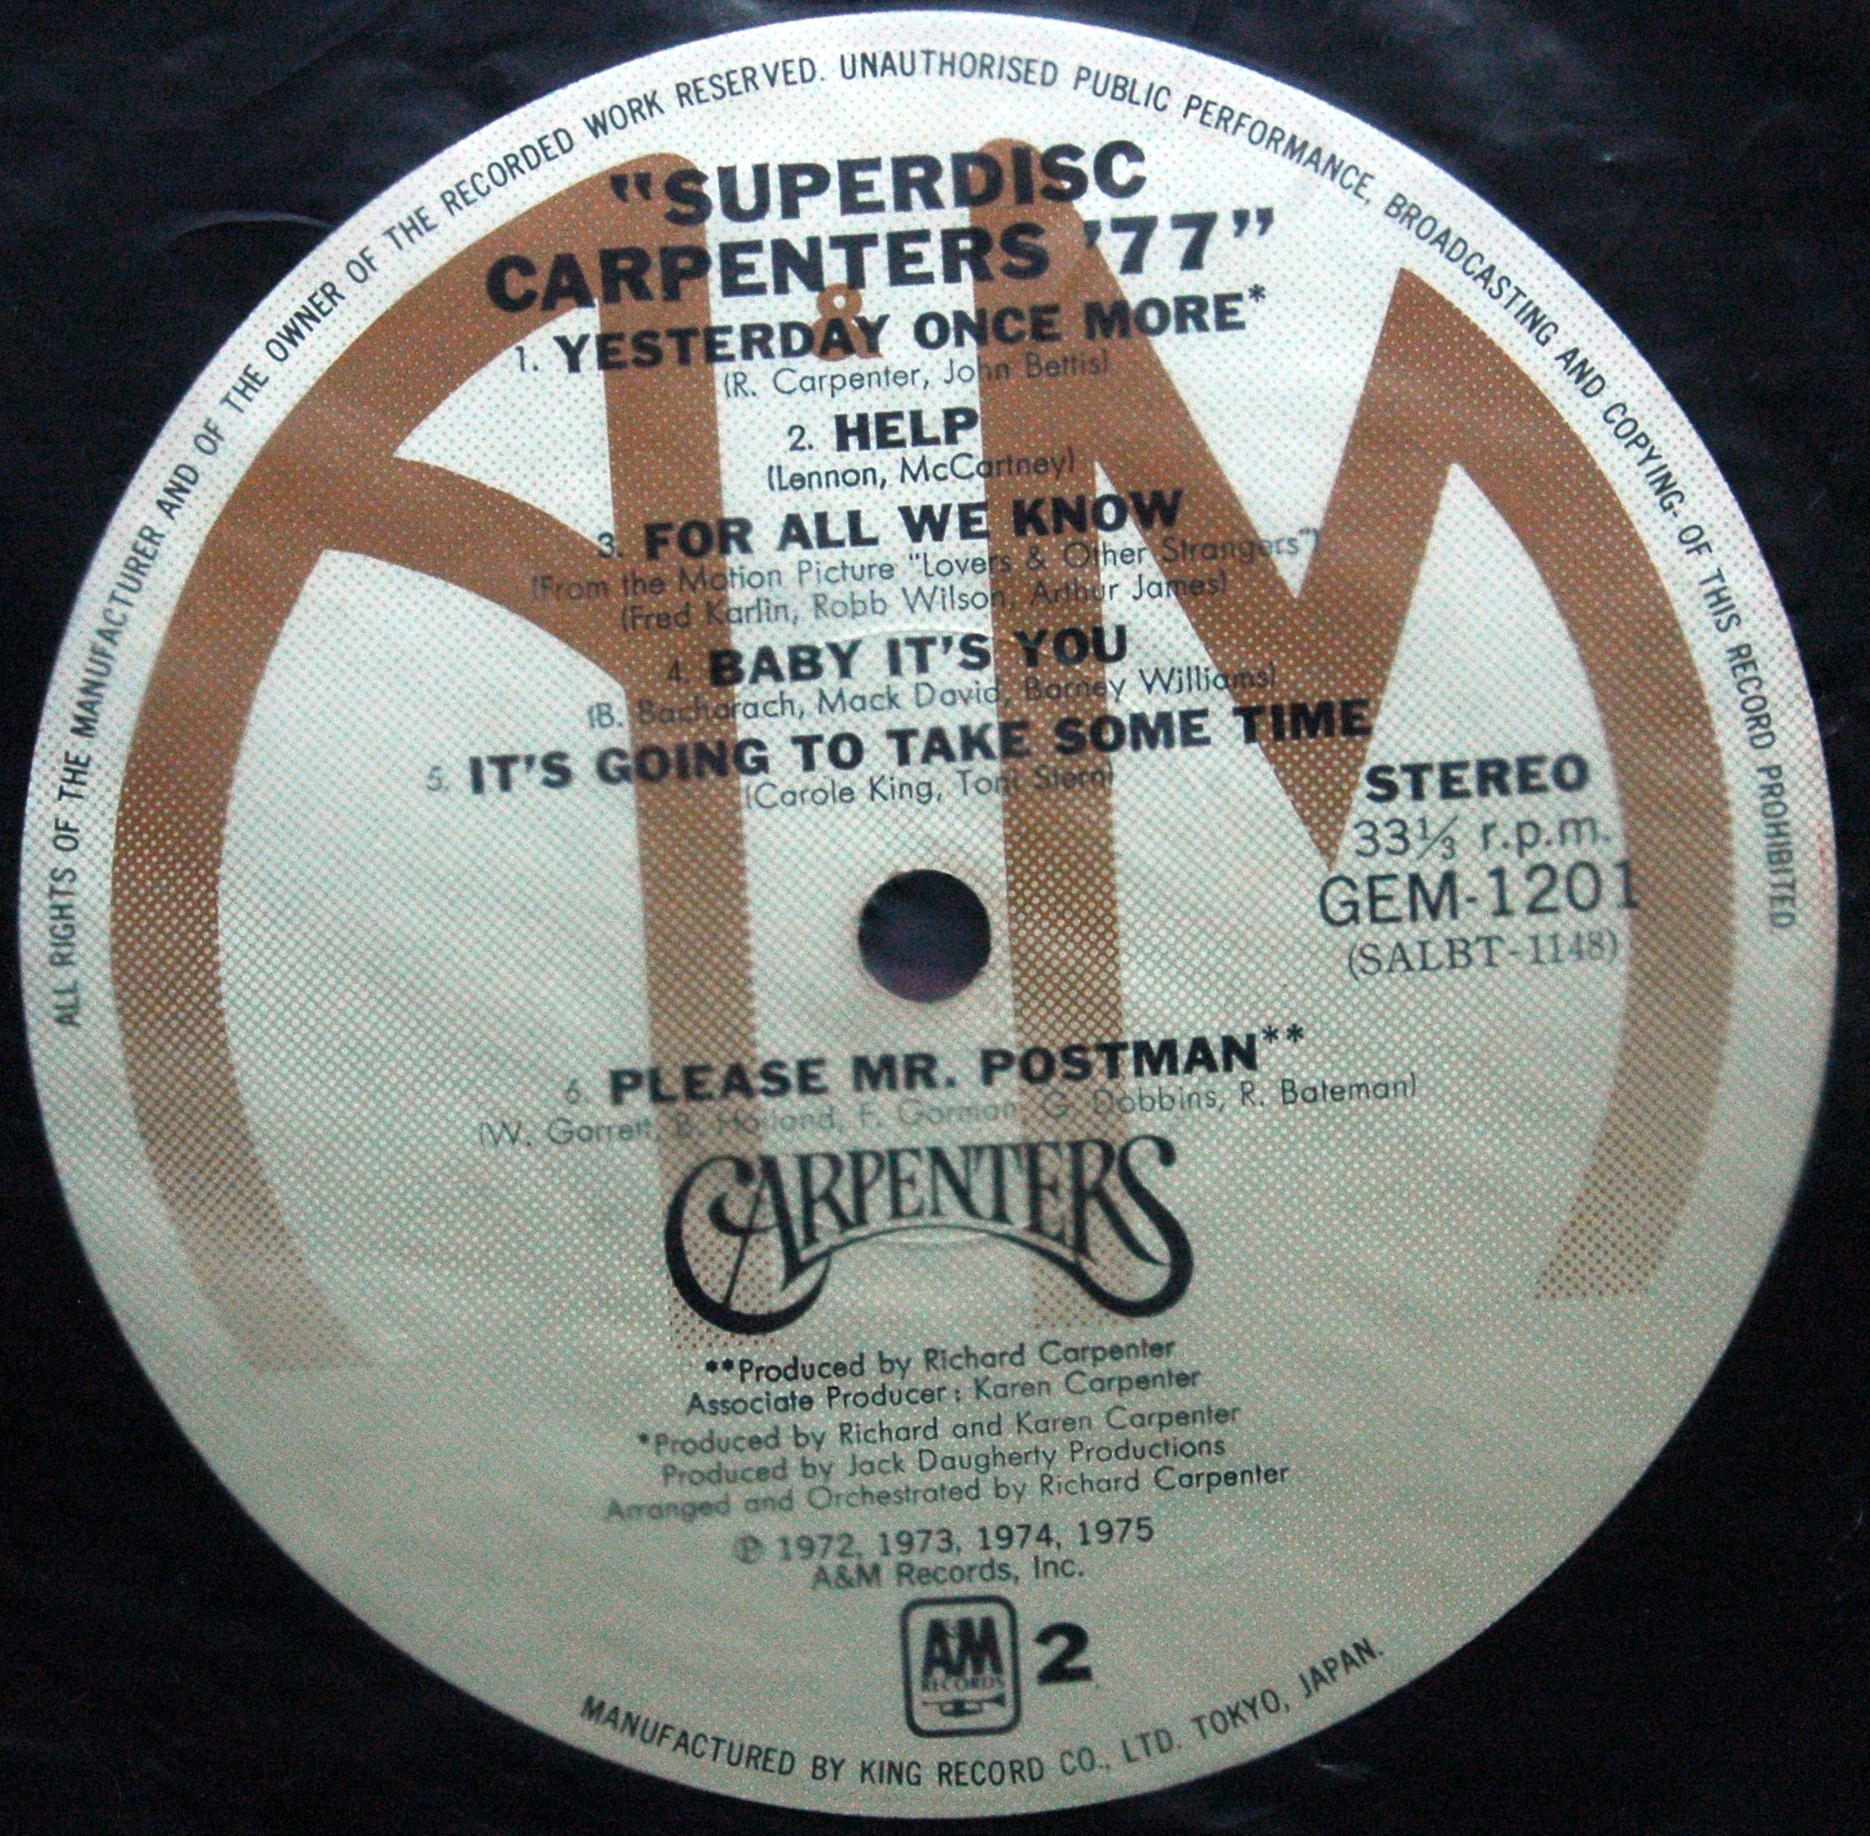 ALL RIGHTS OF THE MANUFACTURER AND OF THE OWNER OF THE RECORDED WORK RESERVED. UNAUTHORISED PUBLIC PERFORMANCE, BROADCASTING AND COPYING OF THIS RECORD PROHIBITED
"SUPERDISC
CARPENTERS '77"
&
1. YESTERDAY ONCE MORE*
(R. Carpenter, John Bettis)
2. HELP
(Lennon, McCartney)
3. FOR ALL WE KNOW
(From the Motion Picture "Lovers & Other Strangers")
(Fred Karlin, Robb Wilson, Arthur James)
4. BABY IT'S YOU
(B. Bacharach, Mack David, Barney Williams)
5. IT'S GOING TO TAKE SOME TIME
(Carole King, Toni Stern)
STEREO
33 1/3 r.p.m.
GEM-1201
(SALBT-1148)
6. PLEASE MR. POSTMAN**
(W. Garrett, B. Holland, F. Gorman, G. Dobbins, R. Bateman)
CARPENTERS
**Produced by Richard Carpenter
Associate Producer: Karen Carpenter
*Produced by Richard and Karen Carpenter
Produced by Jack Daugherty Productions
Arranged and Orchestrated by Richard Carpenter
℗ 1972, 1973, 1974, 1975
A&M Records, Inc.
A&M RECORDS
2
MANUFACTURED BY KING RECORD CO., LTD. TOKYO, JAPAN.